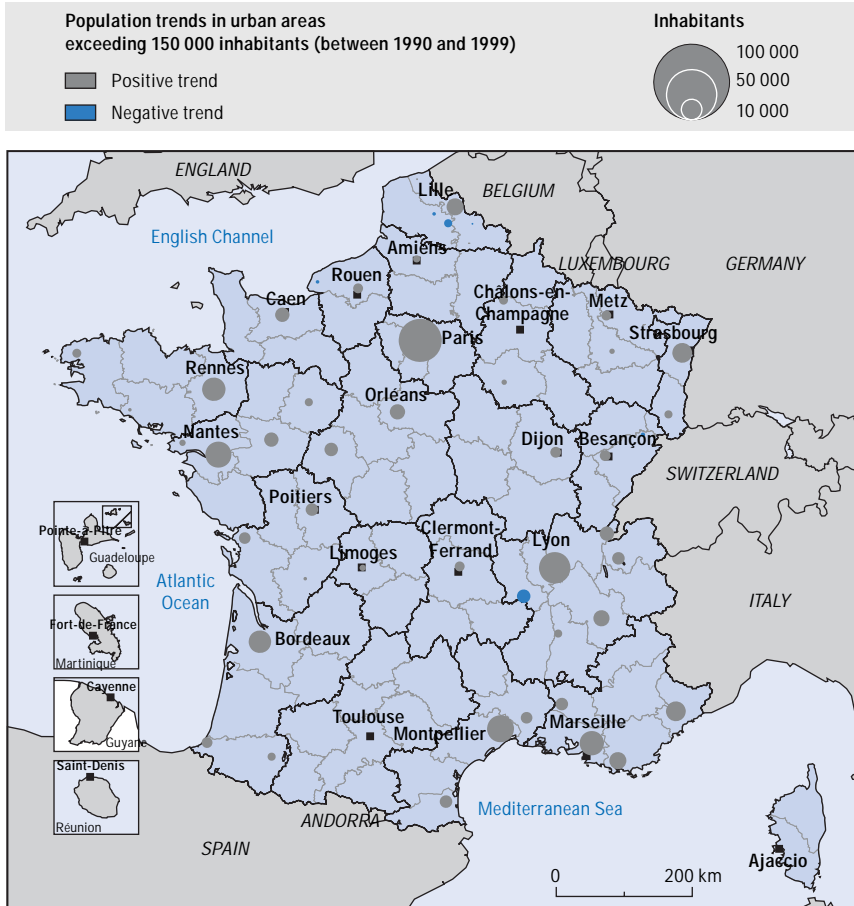 Population trends in urban areas
exceeding 150 000 inhabitants (between 1990 and 1999)
Positive trend
Negative trend
Inhabitants
100 000
50 000
10 000
ENGLAND
BELGIUM
Lille
English Channel
Amiens
LUXEMBOURG
GERMANY
Rouen
Châlons-en-
Champagne
Metz
Caen
Paris
Strasbourg
Rennes
Orléans
Nantes
Dijon
Besançon
SWITZERLAND
Poitiers
Clermont-
Ferrand
Lyon
Limoges
Pointe-à-Pitre
Guadeloupe
Atlantic
Ocean
ITALY
Fort-de-France
Martinique
Bordeaux
Cayenne
Guyane
Toulouse
Montpellier
Marseille
Saint-Denis
Réunion
Mediterranean Sea
ANDORRA
SPAIN
Ajaccio
0
200 km